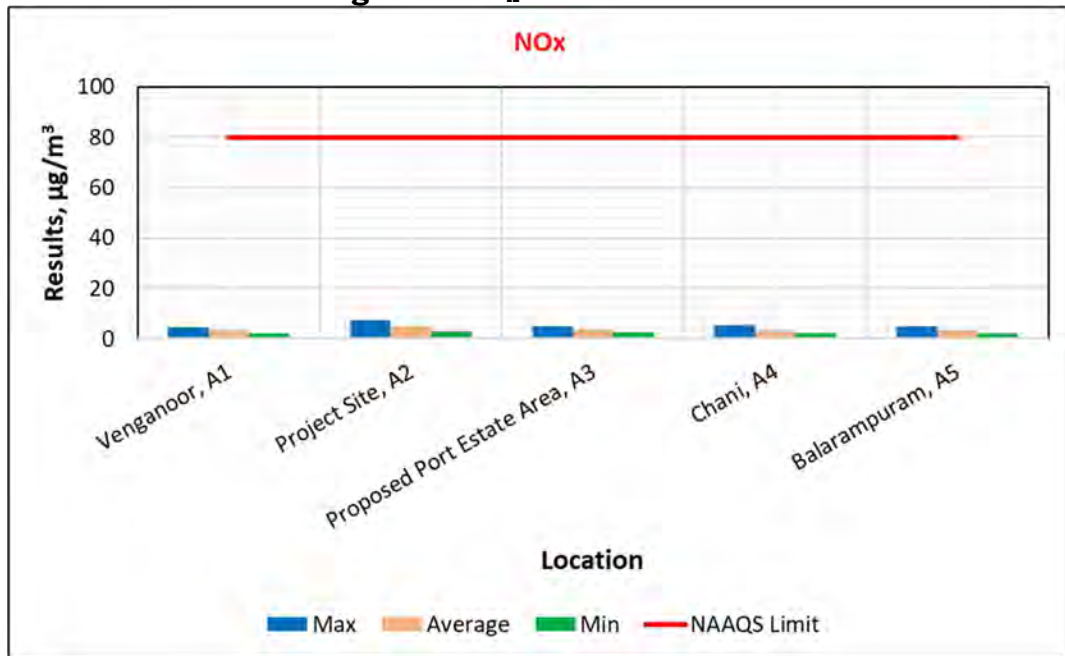 NOx
100
80
60
40
20
0
Results, µg/m³
Venganoor, A1
Project Site, A2
Proposed Port Estate Area, A3
Chani, A4
Balarampuram, A5
Location
Max Average Min NAAQS Limit